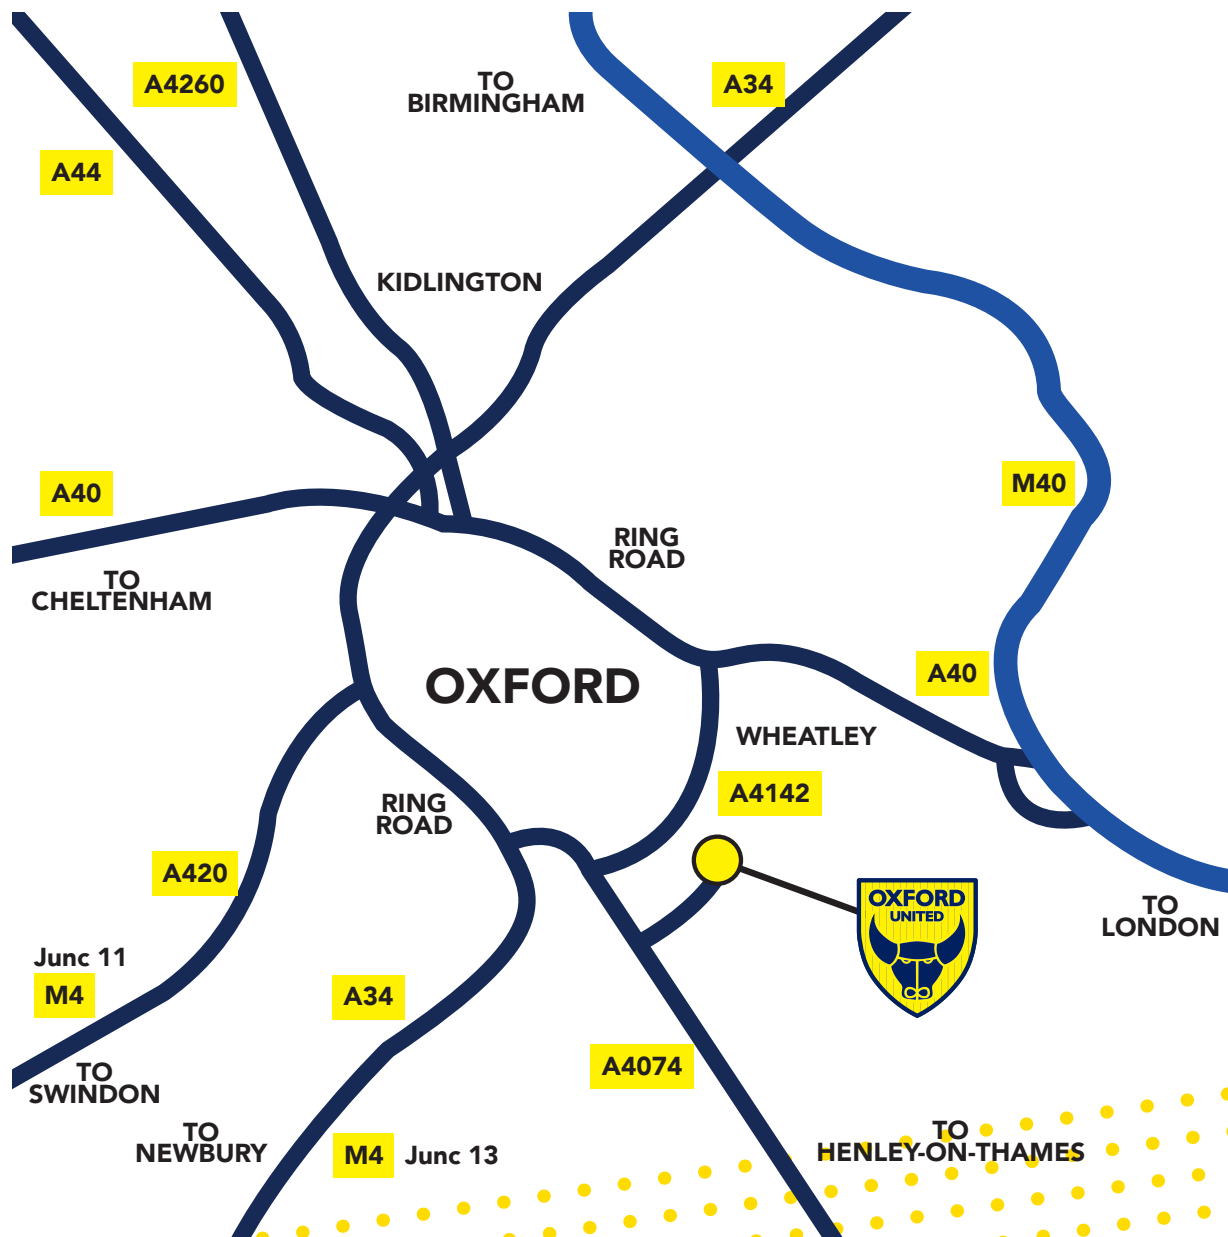 A4260
TO
BIRMINGHAM
A34
A44
KIDLINGTON
A40
M40
RING
ROAD
TO
CHELTENHAM
A40
OXFORD
WHEATLEY
A4142
RING
ROAD
A420
OXFORD
UNITED
TO
LONDON
Junc 11
M4
A34
TO
SWINDON
A4074
TO
NEWBURY
M4 Junc 13
TO
HENLEY-ON-THAMES